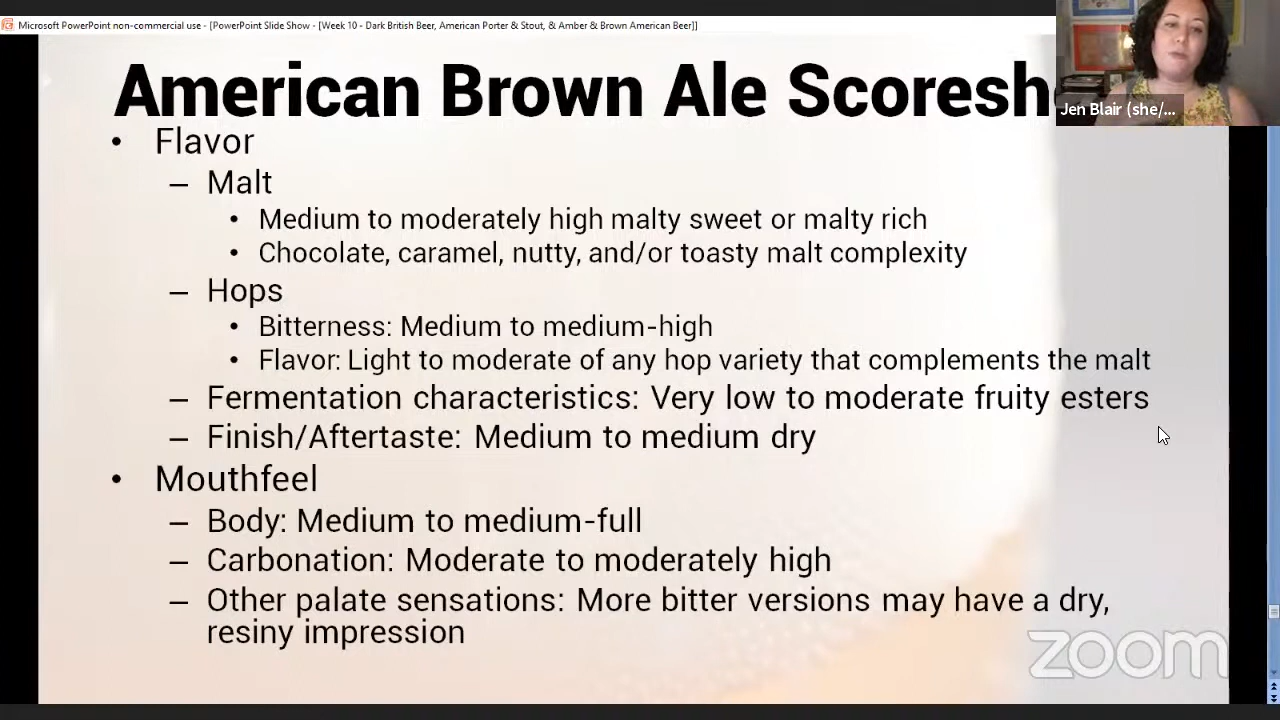 Microsoft PowerPoint non-commercial use - [PowerPoint Slide Show - [Week 10 - Dark British Beer, American Porter & Stout, & Amber & Brown American Beer]]
American Brown Ale Scoresh
Jen Blair (she/...
• Flavor
– Malt
• Medium to moderately high malty sweet or malty rich
• Chocolate, caramel, nutty, and/or toasty malt complexity
– Hops
• Bitterness: Medium to medium-high
• Flavor: Light to moderate of any hop variety that complements the malt
– Fermentation characteristics: Very low to moderate fruity esters
– Finish/Aftertaste: Medium to medium dry
• Mouthfeel
– Body: Medium to medium-full
– Carbonation: Moderate to moderately high
– Other palate sensations: More bitter versions may have a dry,
resiny impression
zoom